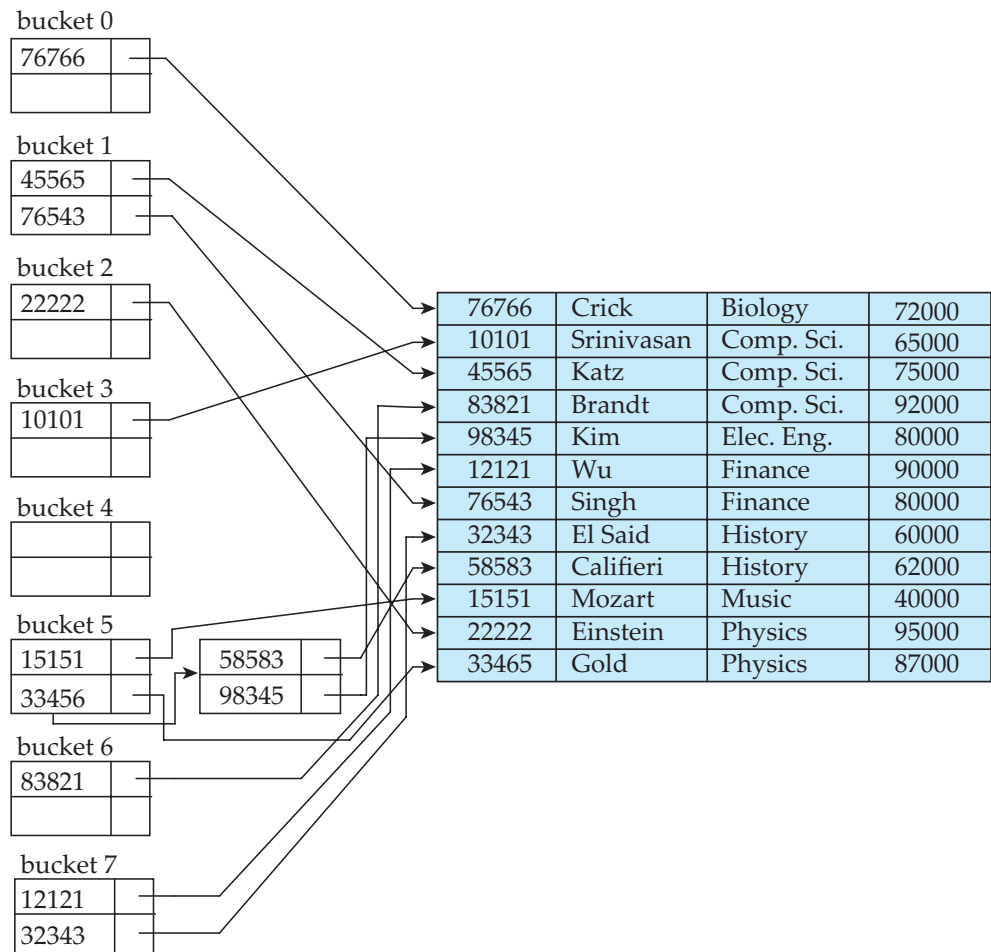 bucket 0
76766
bucket 1
45565
76543
bucket 2
22222
bucket 3
10101
bucket 4
bucket 5
15151
33456
58583
98345
bucket 6
83821
bucket 7
12121
32343
76766 Crick Biology 72000
10101 Srinivasan Comp. Sci. 65000
45565 Katz Comp. Sci. 75000
83821 Brandt Comp. Sci. 92000
98345 Kim Elec. Eng. 80000
12121 Wu Finance 90000
76543 Singh Finance 80000
32343 El Said History 60000
58583 Califieri History 62000
15151 Mozart Music 40000
22222 Einstein Physics 95000
33465 Gold Physics 87000